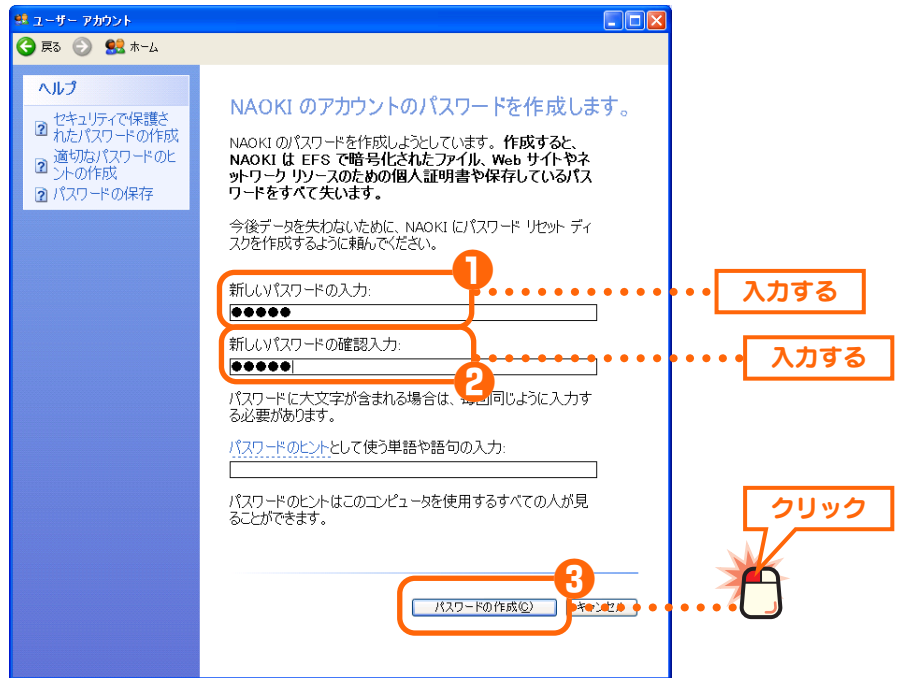 ユーザー アカウント
戻る
ホーム
ヘルプ
セキュリティで保護さ
れたパスワードの作成
適切なパスワードのヒ
ントの作成
パスワードの保存
NAOKI のアカウントのパスワードを作成します。
NAOKI のパスワードを作成しようとしています。作成すると、
NAOKI は EFS で暗号化されたファイル、Web サイトやネ
ットワーク リソースのための個人証明書や保存しているパス
ワードをすべて失います。
今後データを失わないために、NAOKI にパスワード リセット ディ
スクを作成するように頼んでください。
1
新しいパスワードの入力:
●●●●●
入力する
新しいパスワードの確認入力:
●●●●●
2
入力する
パスワードに大文字が含まれる場合は、毎回同じように入力す
る必要があります。
パスワードのヒントとして使う単語や語句の入力:
パスワードのヒントはこのコンピュータを使用するすべての人が見
ることができます。
クリック
3
パスワードの作成(C)
キャンセル